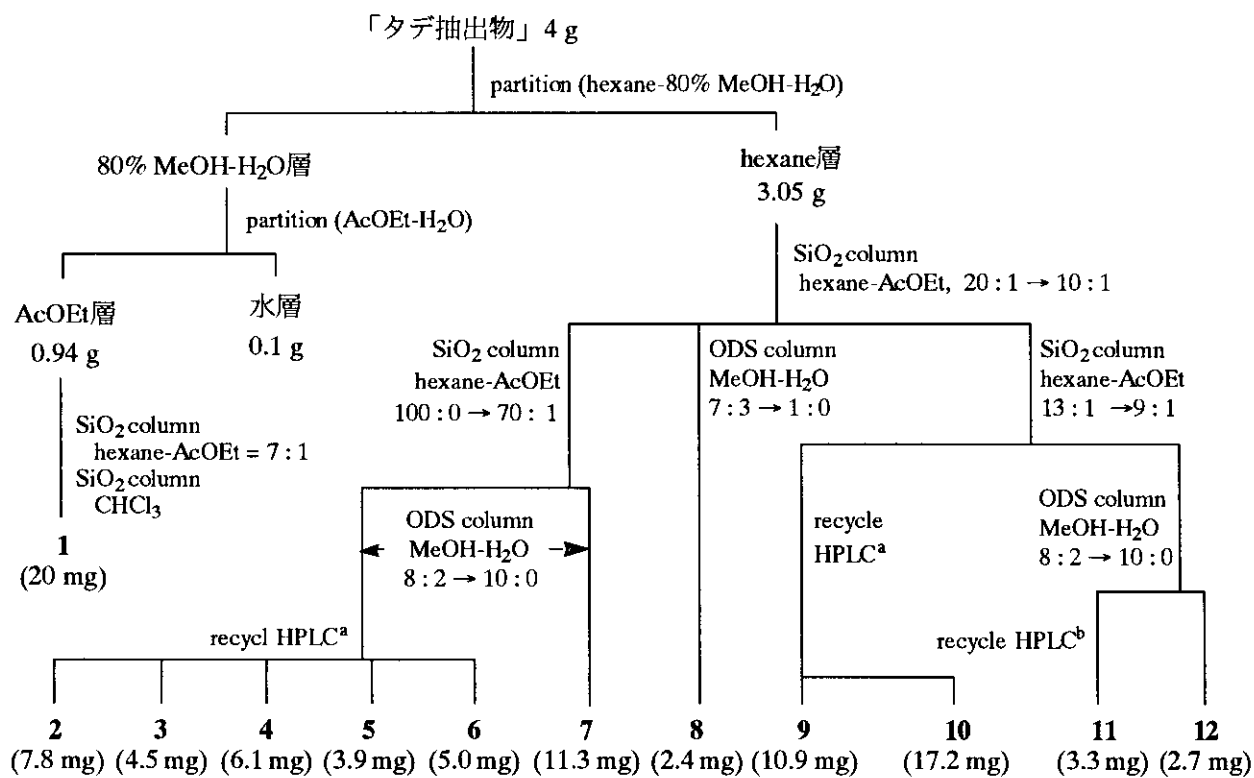 「タデ抽出物」4 g
partition (hexane-80% MeOH-H2O)
80% MeOH-H2O層
hexane層
3.05 g
partition (AcOEt-H2O)
SiO2 column
hexane-AcOEt, 20 : 1 → 10 : 1
AcOEt層
0.94 g
水層
0.1 g
SiO2 column
hexane-AcOEt
100 : 0 → 70 : 1
ODS column
MeOH-H2O
7 : 3 → 1 : 0
SiO2 column
hexane-AcOEt
13 : 1 → 9 : 1
SiO2 column
hexane-AcOEt = 7 : 1
SiO2 column
CHCl3
1
(20 mg)
ODS column
MeOH-H2O
8 : 2 → 10 : 0
recycle
HPLCa
ODS column
MeOH-H2O
8 : 2 → 10 : 0
recycl HPLCa
recycle HPLCb
2 3 4 5 6 7 8 9 10 11 12
(7.8 mg) (4.5 mg) (6.1 mg) (3.9 mg) (5.0 mg) (11.3 mg) (2.4 mg) (10.9 mg) (17.2 mg) (3.3 mg) (2.7 mg)